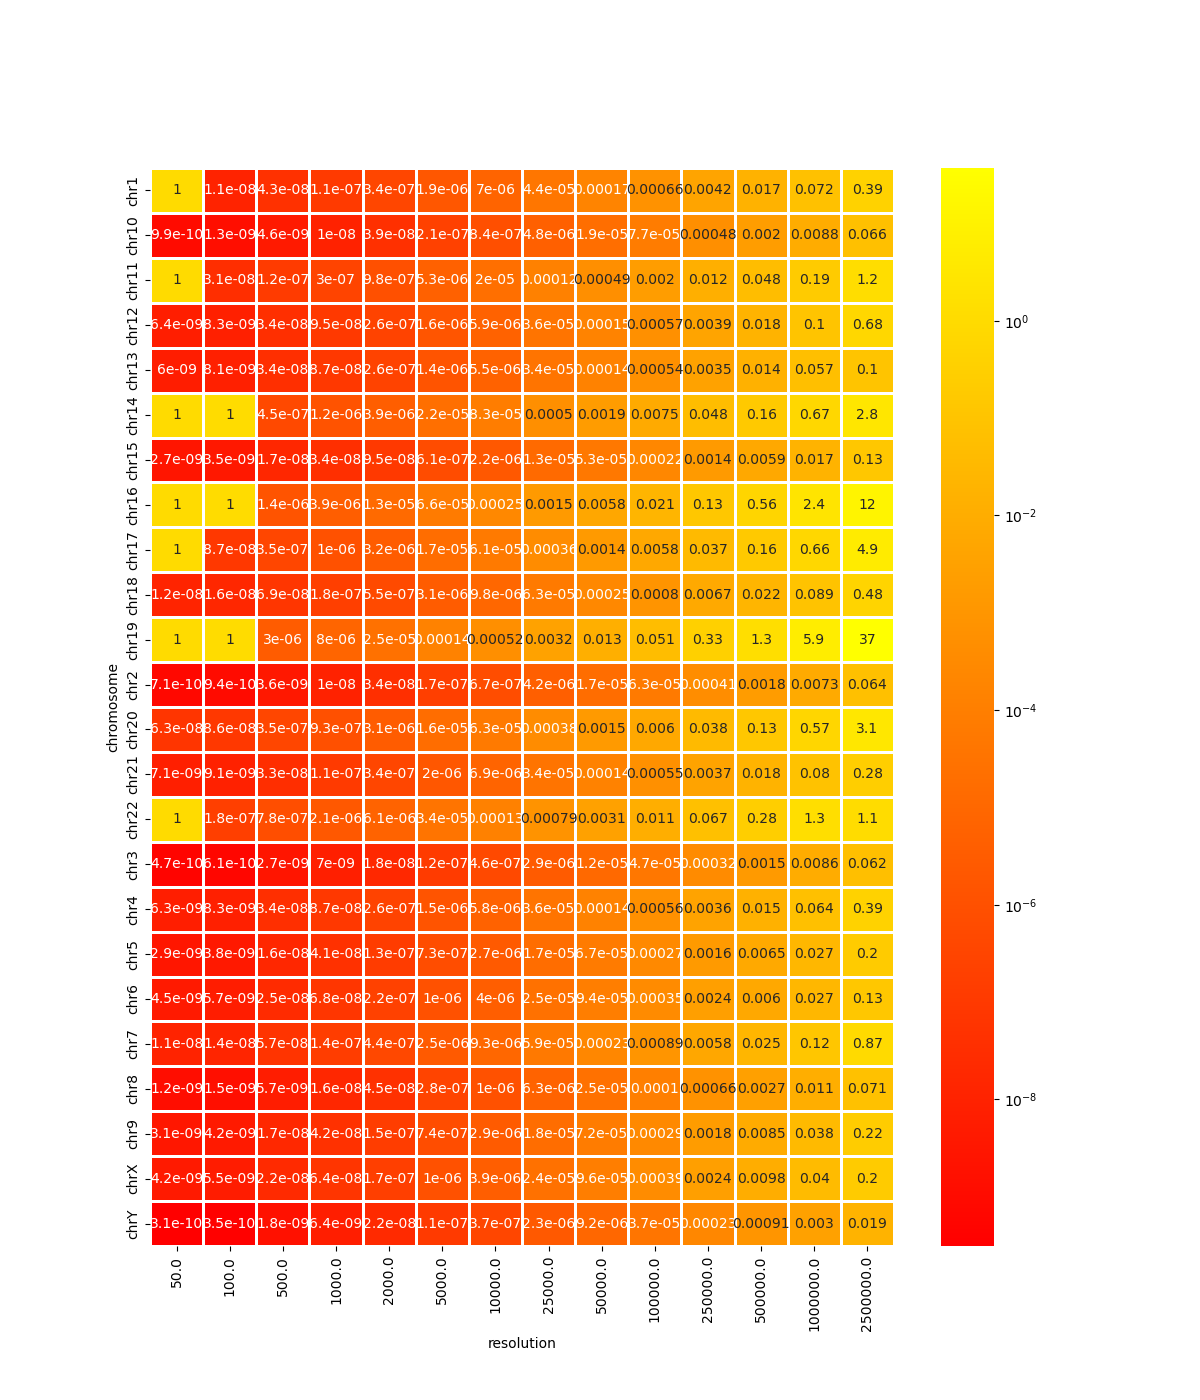 chr1 1 1.1e-08 4.3e-08 1.1e-07 3.4e-07 1.9e-06 7e-06 4.4e-05 0.00017 0.00066 0.0042 0.017 0.072 0.39
chr10 9.9e-10 1.3e-09 4.6e-09 1e-08 3.9e-08 2.1e-07 8.4e-07 4.8e-06 1.9e-05 7.7e-05 0.00048 0.002 0.0088 0.066
chr11 1 3.1e-08 1.2e-07 3e-07 9.8e-07 5.3e-06 2e-05 0.00012 0.00049 0.002 0.012 0.048 0.19 1.2
10⁰
chr12 6.4e-09 8.3e-09 3.4e-08 9.5e-08 2.6e-07 1.6e-06 5.9e-06 3.6e-05 0.00015 0.00057 0.0039 0.018 0.1 0.68
chr13 6e-09 8.1e-09 3.4e-08 8.7e-08 2.6e-07 1.4e-06 5.5e-06 3.4e-05 0.00014 0.00054 0.0035 0.014 0.057 0.1
chr14 1 1 4.5e-07 1.2e-06 3.9e-06 2.2e-05 8.3e-05 0.0005 0.0019 0.0075 0.048 0.16 0.67 2.8
chr15 2.7e-09 3.5e-09 1.7e-08 3.4e-08 9.5e-08 6.1e-07 2.2e-06 1.3e-05 5.3e-05 0.00022 0.0014 0.0059 0.017 0.13
chr16 1 1 1.4e-06 3.9e-06 1.3e-05 6.6e-05 0.00025 0.0015 0.0058 0.021 0.13 0.56 2.4 12
10⁻²
chr17 1 8.7e-08 3.5e-07 1e-06 3.2e-06 1.7e-05 6.1e-05 0.00036 0.0014 0.0058 0.037 0.16 0.66 4.9
chr18 1.2e-08 1.6e-08 6.9e-08 1.8e-07 5.5e-07 3.1e-06 9.8e-06 6.3e-05 0.00025 0.0008 0.0067 0.022 0.089 0.48
chr19 1 1 3e-06 8e-06 2.5e-05 0.00014 0.00052 0.0032 0.013 0.051 0.33 1.3 5.9 37
chr2 7.1e-10 9.4e-10 3.6e-09 1e-08 3.4e-08 1.7e-07 6.7e-07 4.2e-06 1.7e-05 6.3e-05 0.00041 0.0018 0.0073 0.064
chromosome
10⁻⁴
chr20 6.3e-08 8.6e-08 3.5e-07 9.3e-07 3.1e-06 1.6e-05 6.3e-05 0.00038 0.0015 0.006 0.038 0.13 0.57 3.1
chr21 7.1e-09 9.1e-09 3.3e-08 1.1e-07 3.4e-07 2e-06 6.9e-06 3.4e-05 0.00014 0.00055 0.0037 0.018 0.08 0.28
chr22 1 1.8e-07 7.8e-07 2.1e-06 6.1e-06 3.4e-05 0.00013 0.00079 0.0031 0.011 0.067 0.28 1.3 1.1
chr3 4.7e-10 6.1e-10 2.7e-09 7e-09 1.8e-08 1.2e-07 4.6e-07 2.9e-06 1.2e-05 4.7e-05 0.00032 0.0015 0.0086 0.062
10⁻⁶
chr4 6.3e-09 8.3e-09 3.4e-08 8.7e-08 2.6e-07 1.5e-06 5.8e-06 3.6e-05 0.00014 0.00056 0.0036 0.015 0.064 0.39
chr5 2.9e-09 3.8e-09 1.6e-08 4.1e-08 1.3e-07 7.3e-07 2.7e-06 1.7e-05 6.7e-05 0.00027 0.0016 0.0065 0.027 0.2
chr6 4.5e-09 5.7e-09 2.5e-08 6.8e-08 2.2e-07 1e-06 4e-06 2.5e-05 9.4e-05 0.00035 0.0024 0.006 0.027 0.13
chr7 1.1e-08 1.4e-08 5.7e-08 1.4e-07 4.4e-07 2.5e-06 9.3e-06 5.9e-05 0.00023 0.00089 0.0058 0.025 0.12 0.87
chr8 1.2e-09 1.5e-09 5.7e-09 1.6e-08 4.5e-08 2.8e-07 1e-06 6.3e-06 2.5e-05 0.0001 0.00066 0.0027 0.011 0.071
10⁻⁸
chr9 3.1e-09 4.2e-09 1.7e-08 4.2e-08 1.5e-07 7.4e-07 2.9e-06 1.8e-05 7.2e-05 0.00029 0.0018 0.0085 0.038 0.22
chrX 4.2e-09 5.5e-09 2.2e-08 6.4e-08 1.7e-07 1e-06 3.9e-06 2.4e-05 9.6e-05 0.00039 0.0024 0.0098 0.04 0.2
chrY 3.1e-10 3.5e-10 1.8e-09 6.4e-09 2.2e-08 1.1e-07 3.7e-07 2.3e-06 9.2e-06 3.7e-05 0.00023 0.00091 0.003 0.019
50.0 100.0 500.0 1000.0 2000.0 5000.0 10000.0 25000.0 50000.0 100000.0 250000.0 500000.0 1000000.0 2500000.0
resolution